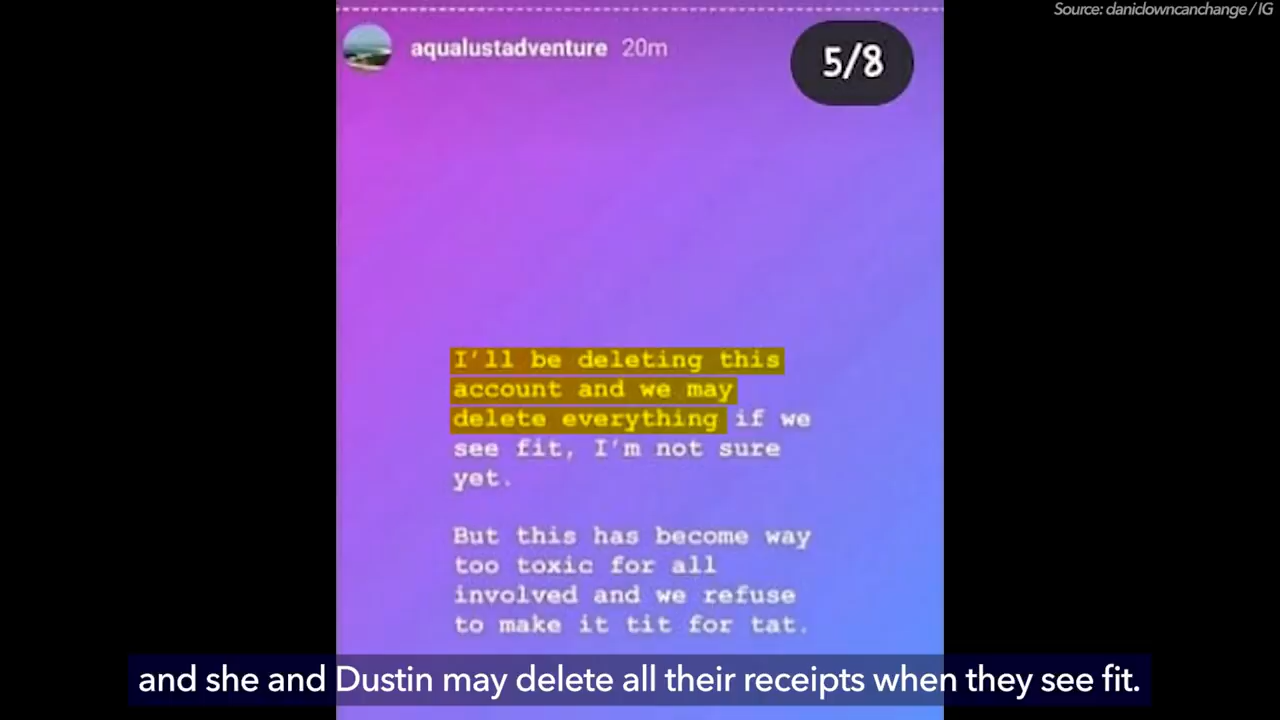 Source: daniclowncanchange / IG
aqualustadventure 20m
5/8
I'll be deleting this
account and we may
delete everything if we
see fit, I'm not sure
yet.
But this has become way
too toxic for all
involved and we refuse
to make it tit for tat.
and she and Dustin may delete all their receipts when they see fit.